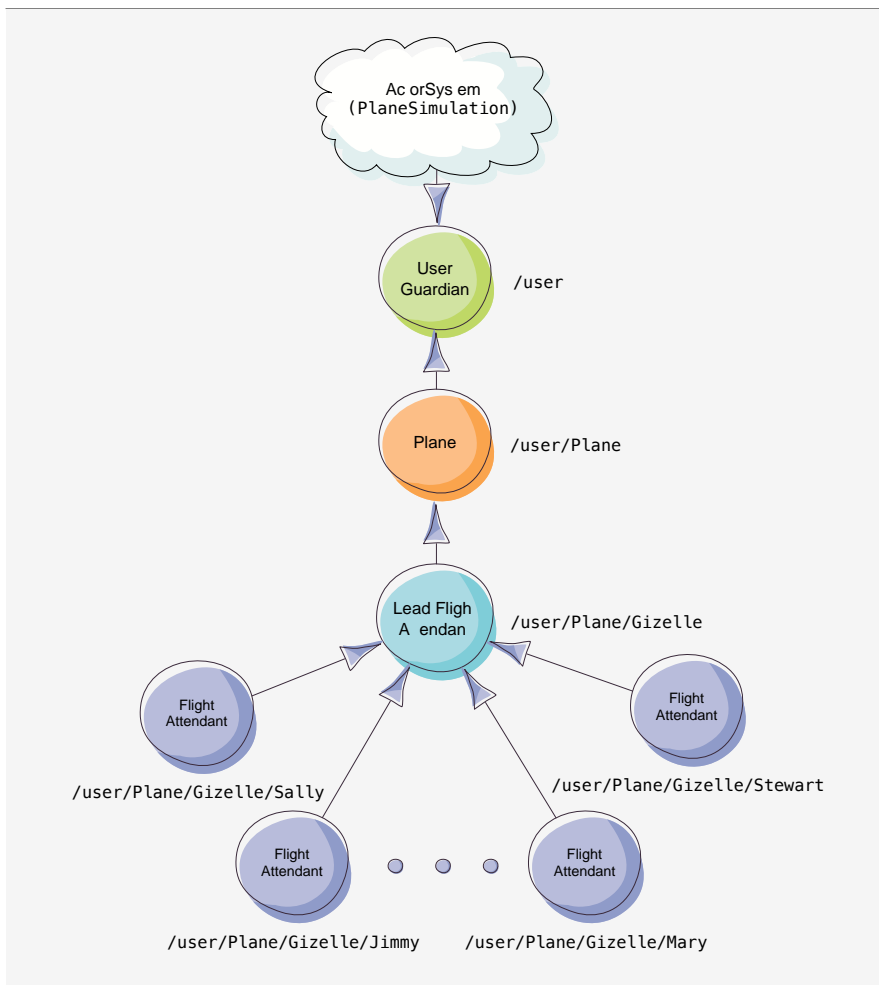 Ac orSys em
(PlaneSimulation)
User
Guardian
/user
Plane
/user/Plane
Lead Fligh
A endan
/user/Plane/Gizelle
Flight
Attendant
/user/Plane/Gizelle/Sally
Flight
Attendant
/user/Plane/Gizelle/Stewart
Flight
Attendant
/user/Plane/Gizelle/Jimmy
Flight
Attendant
/user/Plane/Gizelle/Mary